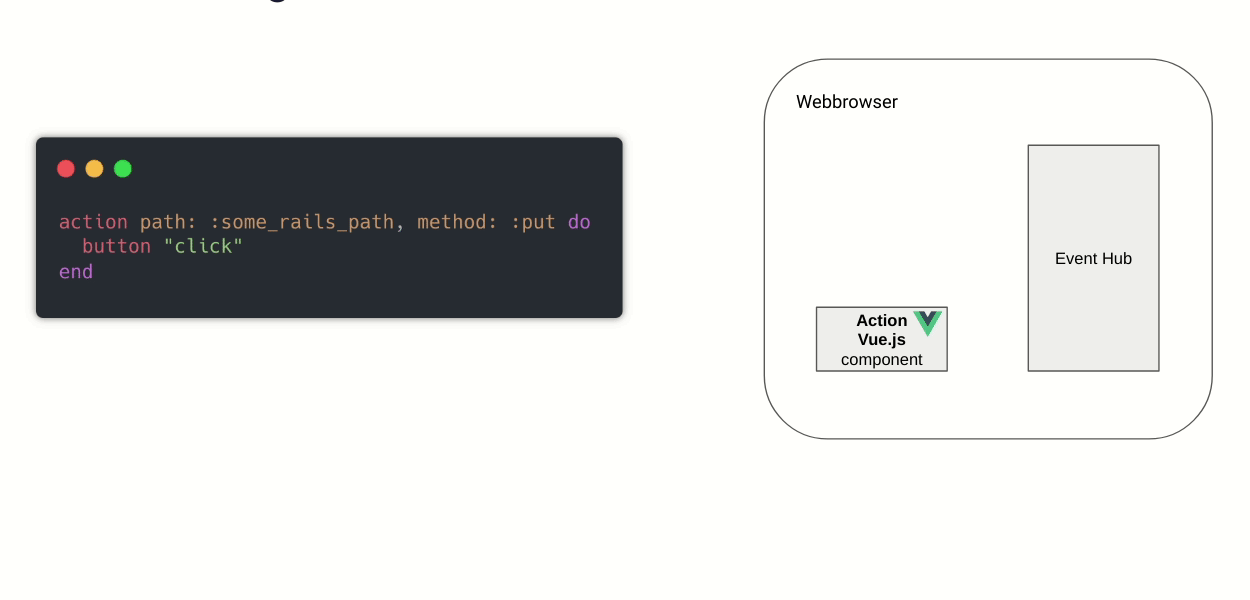 action path: :some_rails_path, method: :put do
button "click"
end
Webbrowser
Event Hub
Action
Vue.js
component